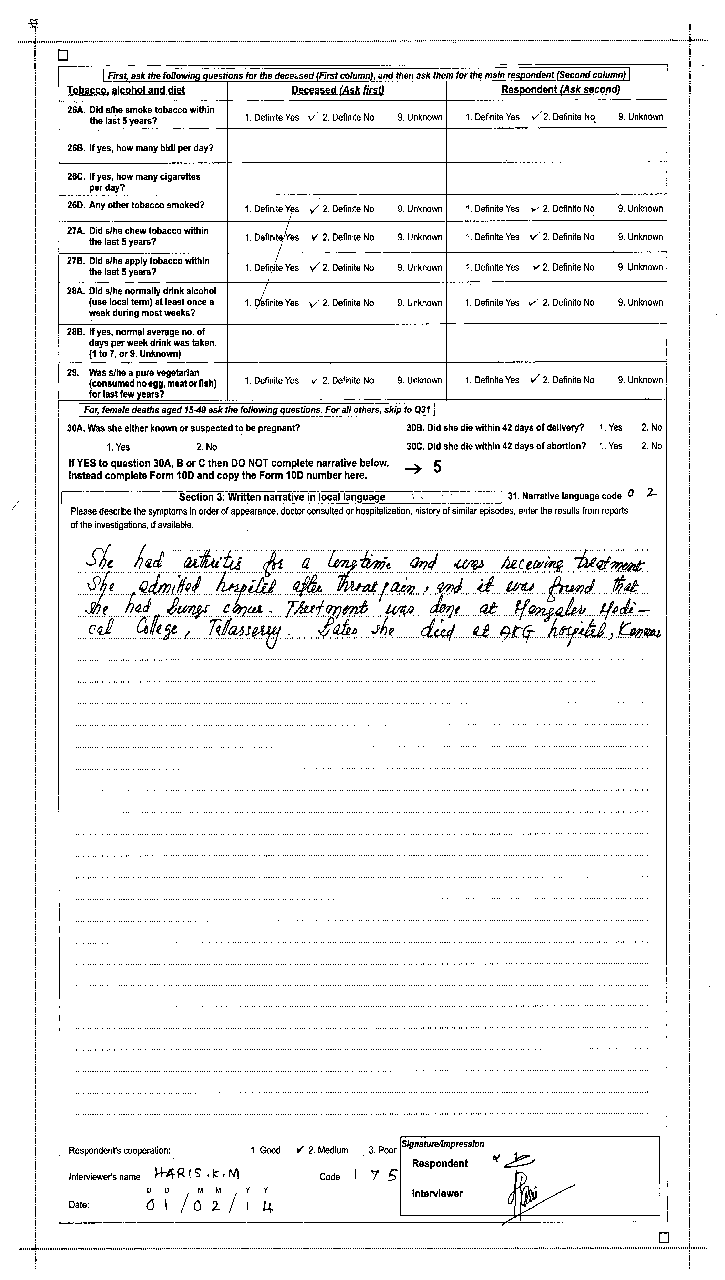 First, ask the following questions for the deceased (First column), and then ask them for the main respondent (Second column)
Tobacco, alcohol and diet Deceased (Ask first) Respondent (Ask second)
26A. Did s/he smoke tobacco within the last 5 years? 1. Definite Yes ✓ 2. Definite No 9. Unknown 1. Definite Yes ✓ 2. Definite No 9. Unknown
26B. If yes, how many bidi per day?
26C. If yes, how many cigarettes per day?
26D. Any other tobacco smoked? 1. Definite Yes ✓ 2. Definite No 9. Unknown 1. Definite Yes ✓ 2. Definite No 9. Unknown
27A. Did s/he chew tobacco within the last 5 years? 1. Definite Yes ✓ 2. Definite No 9. Unknown 1. Definite Yes ✓ 2. Definite No 9. Unknown
27B. Did s/he apply tobacco within the last 5 years? 1. Definite Yes ✓ 2. Definite No 9. Unknown 1. Definite Yes ✓ 2. Definite No 9. Unknown
28A. Did s/he normally drink alcohol (use local term) at least once a week during most weeks? 1. Definite Yes ✓ 2. Definite No 9. Unknown 1. Definite Yes ✓ 2. Definite No 9. Unknown
28B. If yes, normal average no. of days per week drink was taken. (1 to 7, or 9. Unknown)
29. Was s/he a pure vegetarian (consumed no egg, meat or fish) for last few years? 1. Definite Yes ✓ 2. Definite No 9. Unknown 1. Definite Yes ✓ 2. Definite No 9. Unknown
For, female deaths aged 15-49 ask the following questions. For all others, skip to Q31
30A. Was she either known or suspected to be pregnant? 30B. Did she die within 42 days of delivery? 1. Yes 2. No
1. Yes 2. No 30C. Did she die within 42 days of abortion? 1. Yes 2. No
If YES to question 30A, B or C then DO NOT complete narrative below.
Instead complete Form 10D and copy the Form 10D number here. → 5
Section 3: Written narrative in local language 31. Narrative language code 0 2
Please describe the symptoms in order of appearance, doctor consulted or hospitalization, history of similar episodes, enter the results from reports
of the investigations, if available.
She had arthritis for a long time and was receiving treatment
She admitted hospital after throat pain, and it was found that
she had lungs cancer. Treetment was done at Mangalev Medi-
cal College, Tellasserry. Later she died at AKG hospital, Kannur
Respondent's cooperation: 1 Good ✓ 2. Medium 3. Poor Signature/Impression
Respondent
Interviewer's name HARIS.K.M Code 1 7 5
Interviewer
D D M M Y Y
Date: 01/02/14